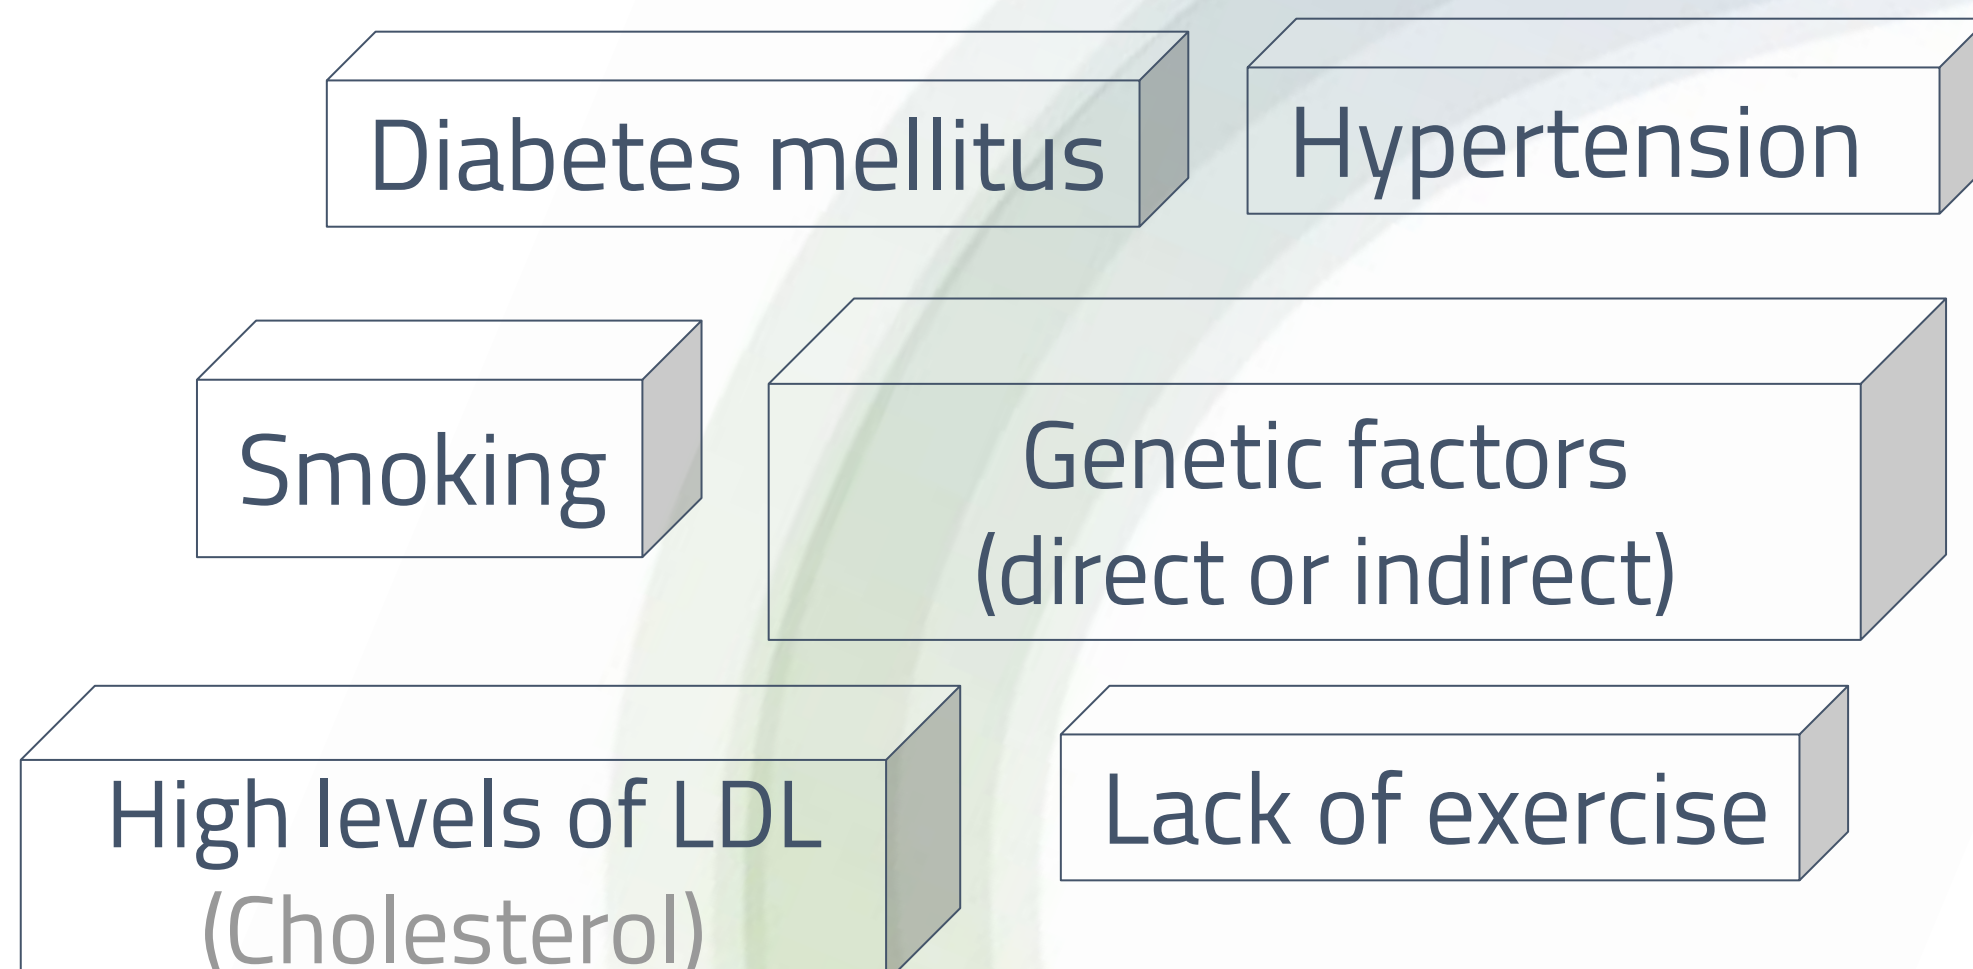 Diabetes mellitus
Hypertension
Smoking
Genetic factors
(direct or indirect)
High levels of LDL
(Cholesterol)
Lack of exercise